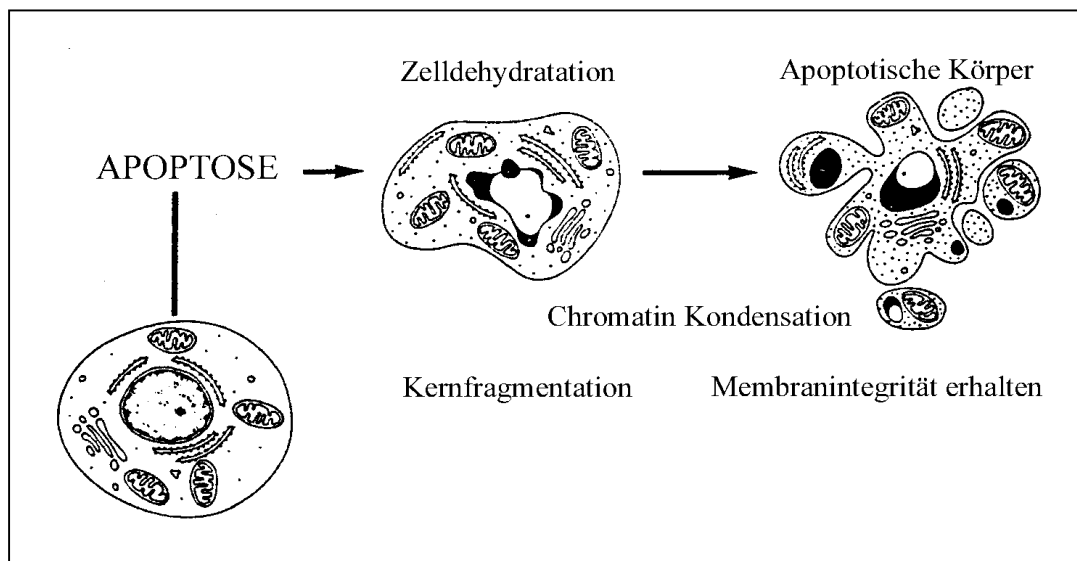 Zelldehydratation
Apoptotische Körper
APOPTOSE
Chromatin Kondensation
Kernfragmentation
Membranintegrität erhalten